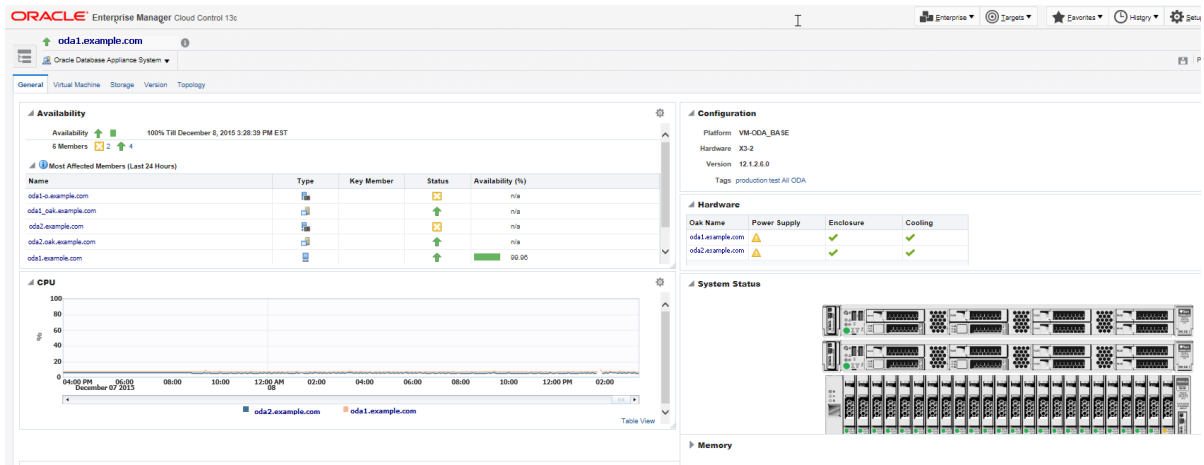 ORACLE Enterprise Manager Cloud Control 13c
Enterprise Targets Favorites History Setup
oda1.example.com
Oracle Database Appliance System
General Virtual Machine Storage Version Topology
Availability
Availability 100% Till December 8, 2015 3:28:39 PM EST
6 Members 2 4
Most Affected Members (Last 24 Hours)
Name Type Key Member Status Availability (%)
oda1-o.example.com n/a
oda1_oak.example.com n/a
oda2.example.com n/a
oda2.oak.example.com n/a
oda1.example.com 99.96
CPU
100
80
60
%
40
20
0
04:00 PM 06:00 08:00 10:00 12:00 AM 02:00 04:00 06:00 08:00 10:00 12:00 PM 02:00
December 07 2015 08
oda2.example.com oda1.example.com
Table View
Configuration
Platform VM-ODA_BASE
Hardware X3-2
Version 12.1.2.6.0
Tags production test All ODA
Hardware
Oak Name Power Supply Enclosure Cooling
oda1.example.com
oda2.example.com
System Status
Memory